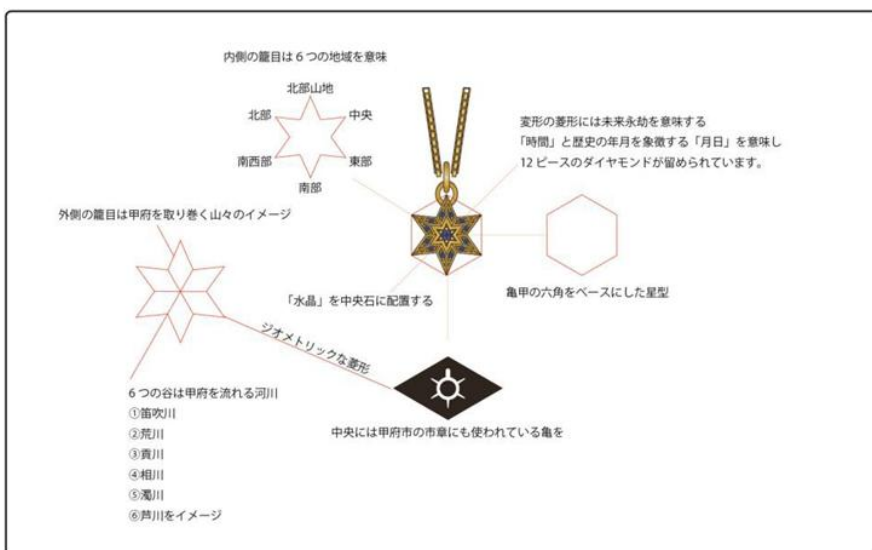 内側の籠目は6つの地域を意味
北部山地
北部
中央
南西部
東部
南部
変形の菱形には未来永劫を意味する
「時間」と歴史の年月を象徴する「月日」を意味し
12ピースのダイヤモンドが留められています。
外側の籠目は甲府を取り巻く山々のイメージ
「水晶」を中央石に配置する
亀甲の六角をベースにした星型
ジオメトリックな菱形
6つの谷は甲府を流れる河川
①笛吹川
②荒川
③貢川
④相川
⑤濁川
⑥芦川をイメージ
中央には甲府市の市章にも使われている亀を